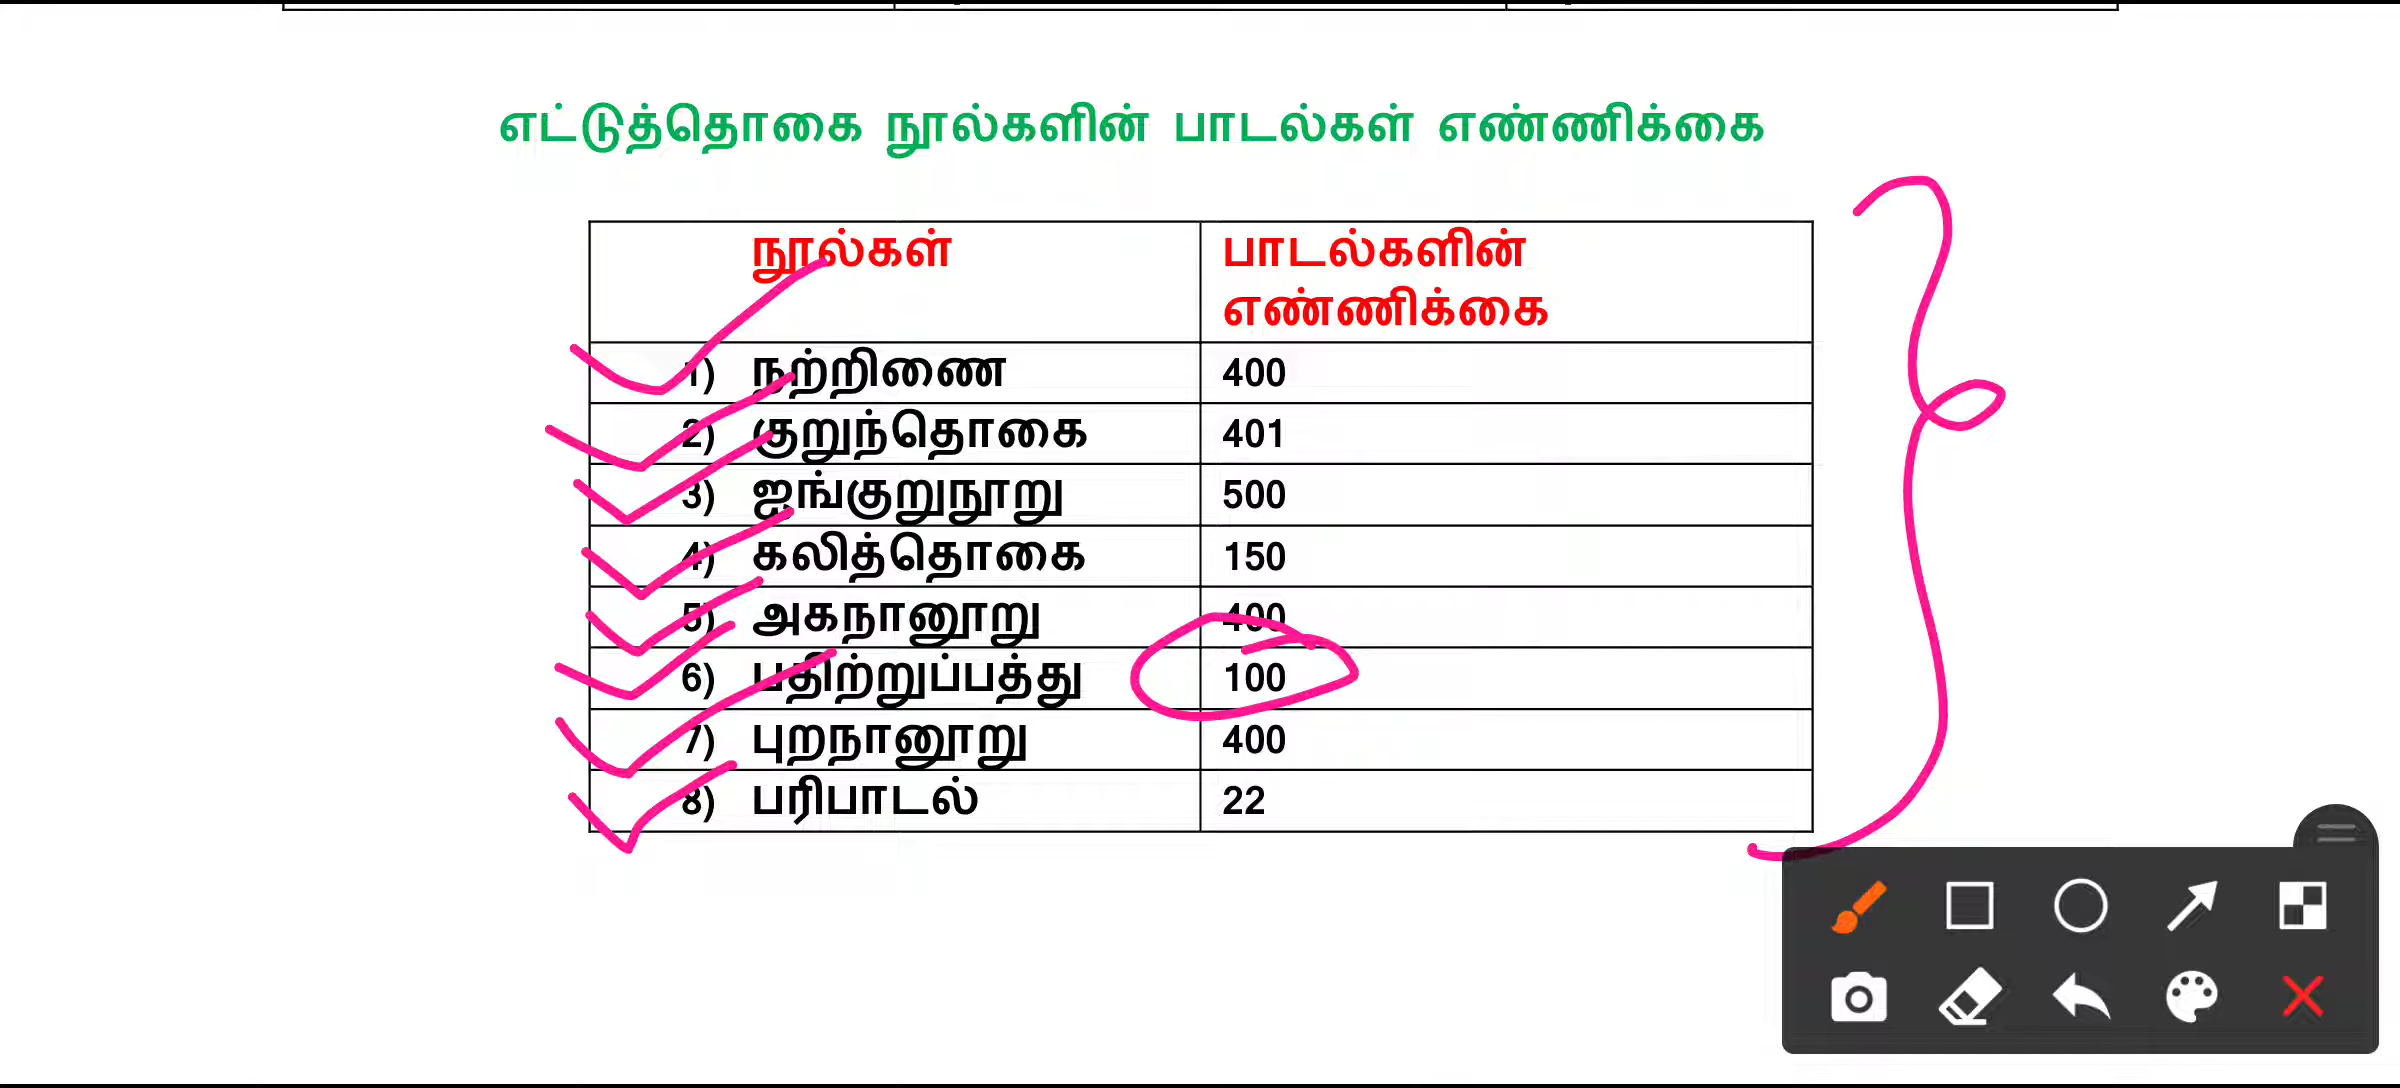 எட்டுத்தொகை நூல்களின் பாடல்கள் எண்ணிக்கை
நூல்கள் பாடல்களின்
எண்ணிக்கை
1) நற்றிணை 400
2) குறுந்தொகை 401
3) ஐங்குறுநூறு 500
4) கலித்தொகை 150
5) அகநானூறு 400
6) பதிற்றுப்பத்து 100
7) புறநானூறு 400
8) பரிபாடல் 22